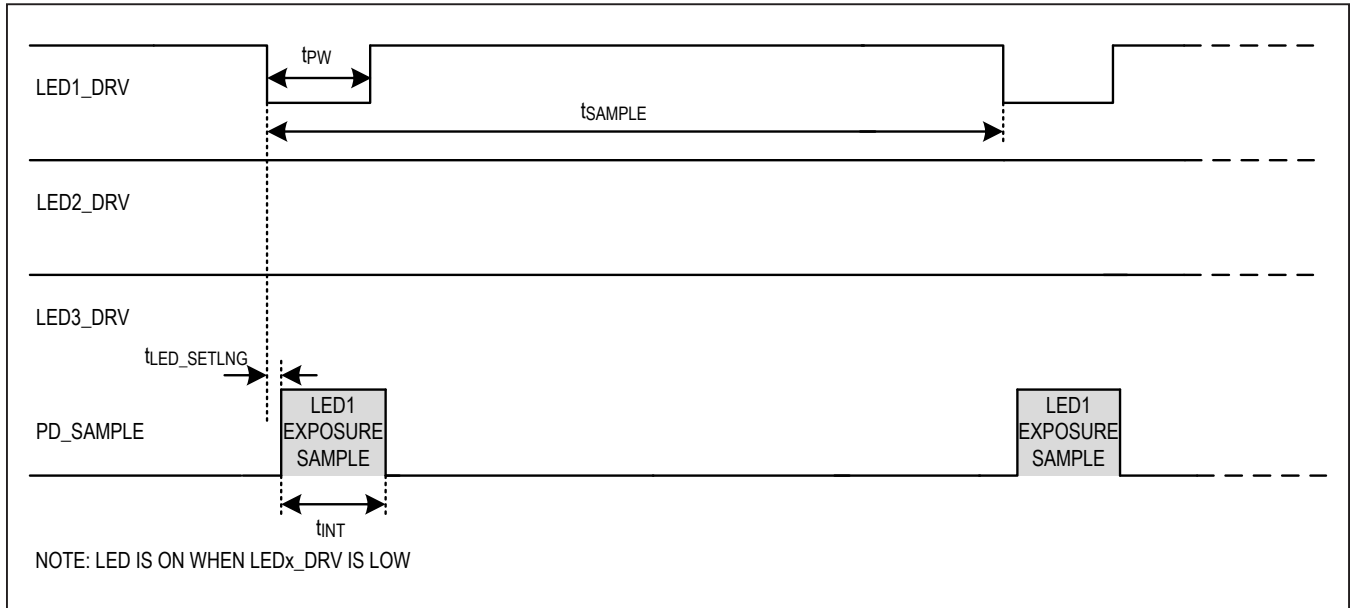 tPW
LED1_DRV
tSAMPLE
LED2_DRV
LED3_DRV
tLED_SETLNG
LED1
EXPOSURE
SAMPLE
LED1
EXPOSURE
SAMPLE
PD_SAMPLE
tINT
NOTE: LED IS ON WHEN LEDx_DRV IS LOW